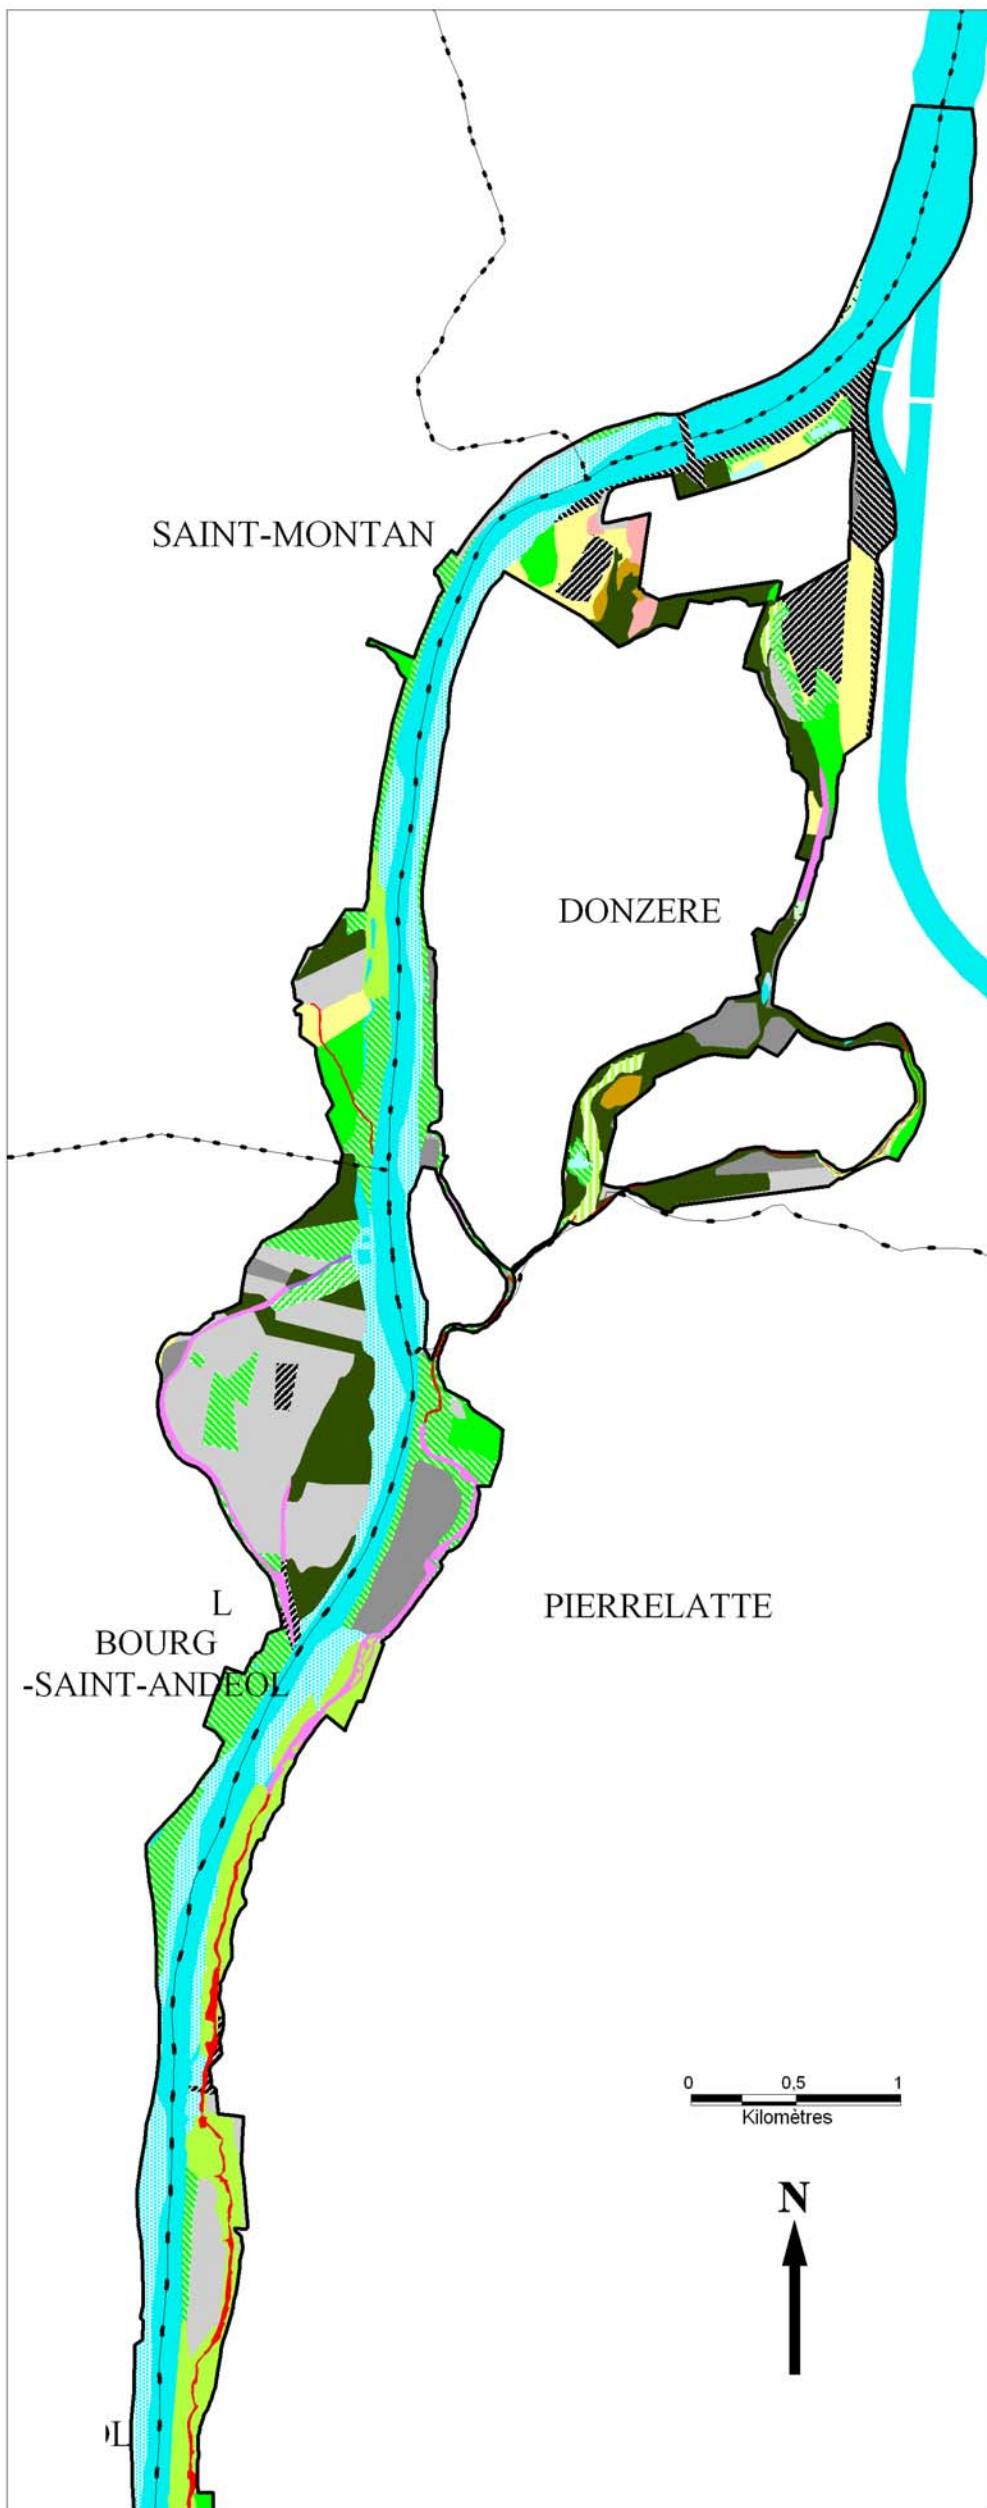 SAINT-MONTAN
DONZERE
L
BOURG
-SAINT-ANDEOL
PIERRELATTE
0 0,5 1
Kilomètres
N